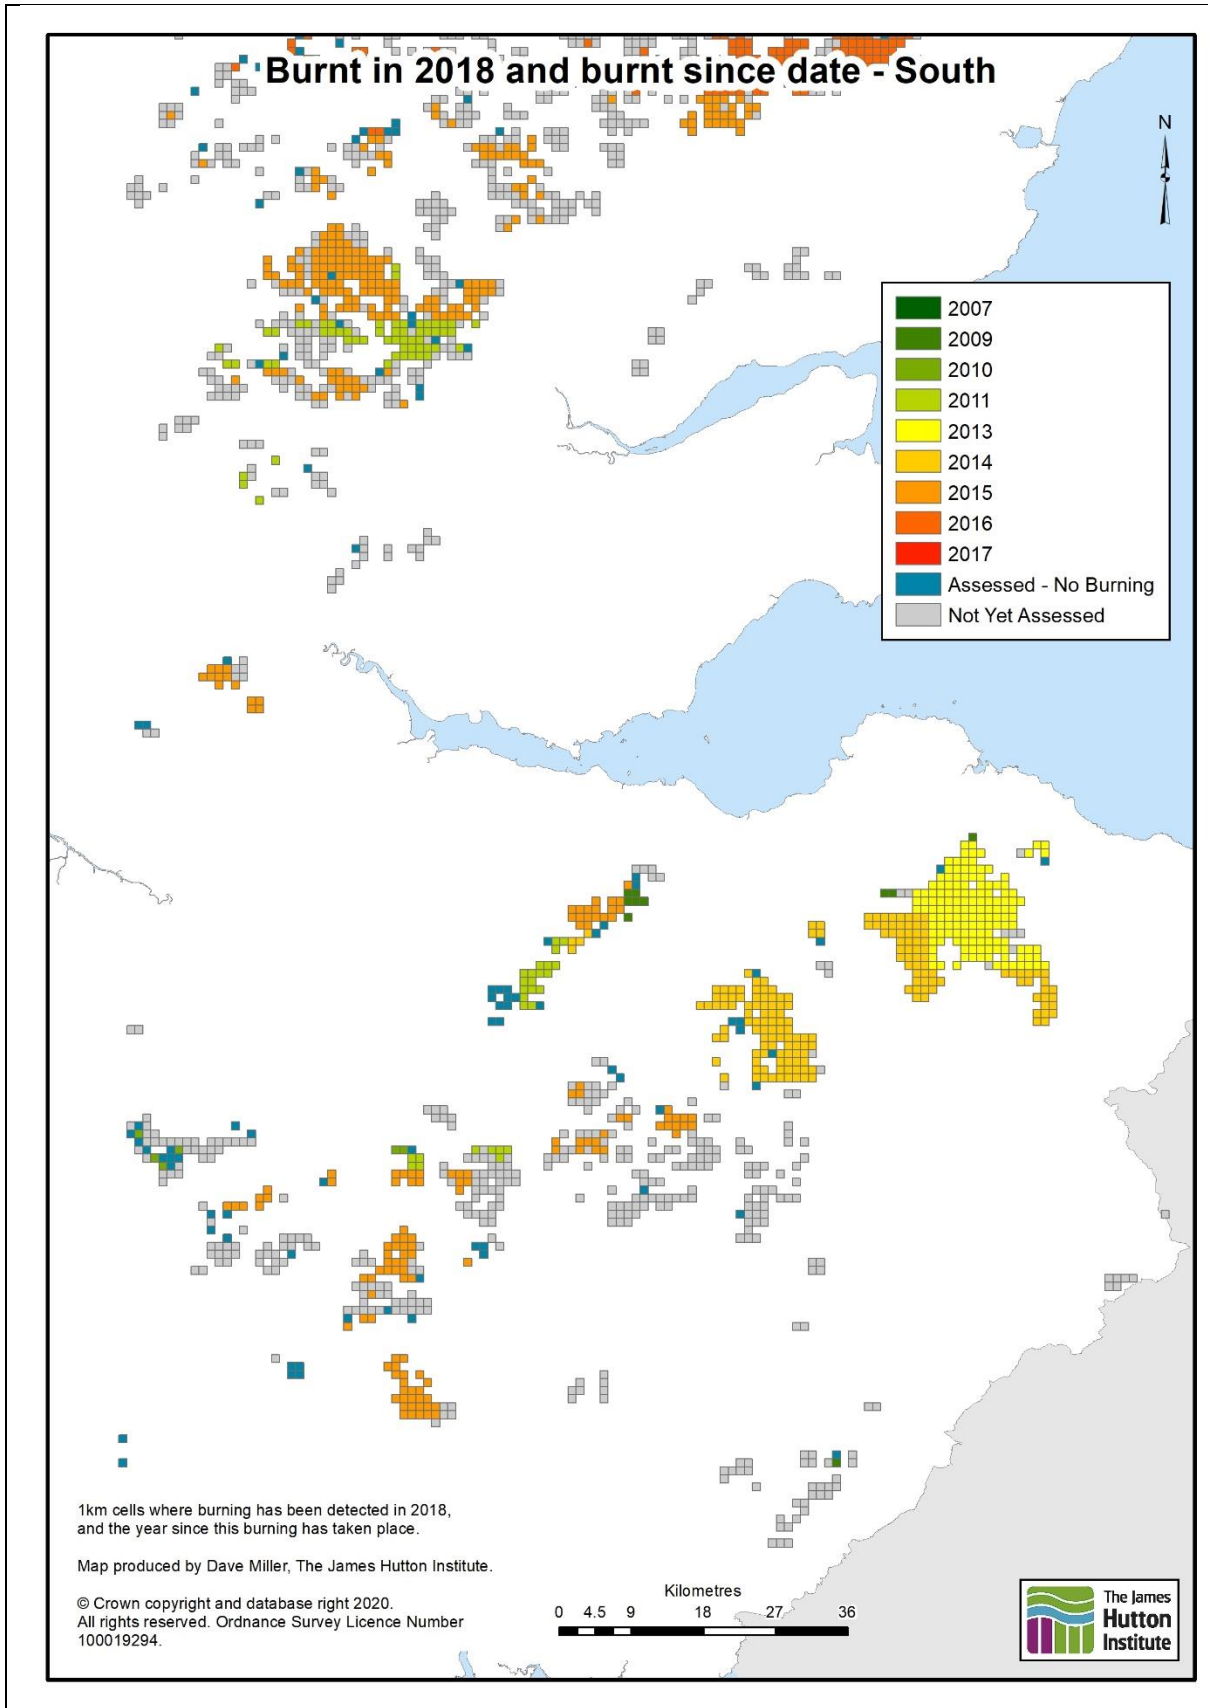 Burnt in 2018 and burnt since date - South
N
2007
2009
2010
2011
2013
2014
2015
2016
2017
Assessed - No Burning
Not Yet Assessed
1km cells where burning has been detected in 2018,
and the year since this burning has taken place.
Map produced by Dave Miller, The James Hutton Institute.
© Crown copyright and database right 2020.
All rights reserved. Ordnance Survey Licence Number
100019294.
Kilometres
0 4.5 9 18 27 36
The James
Hutton
Institute